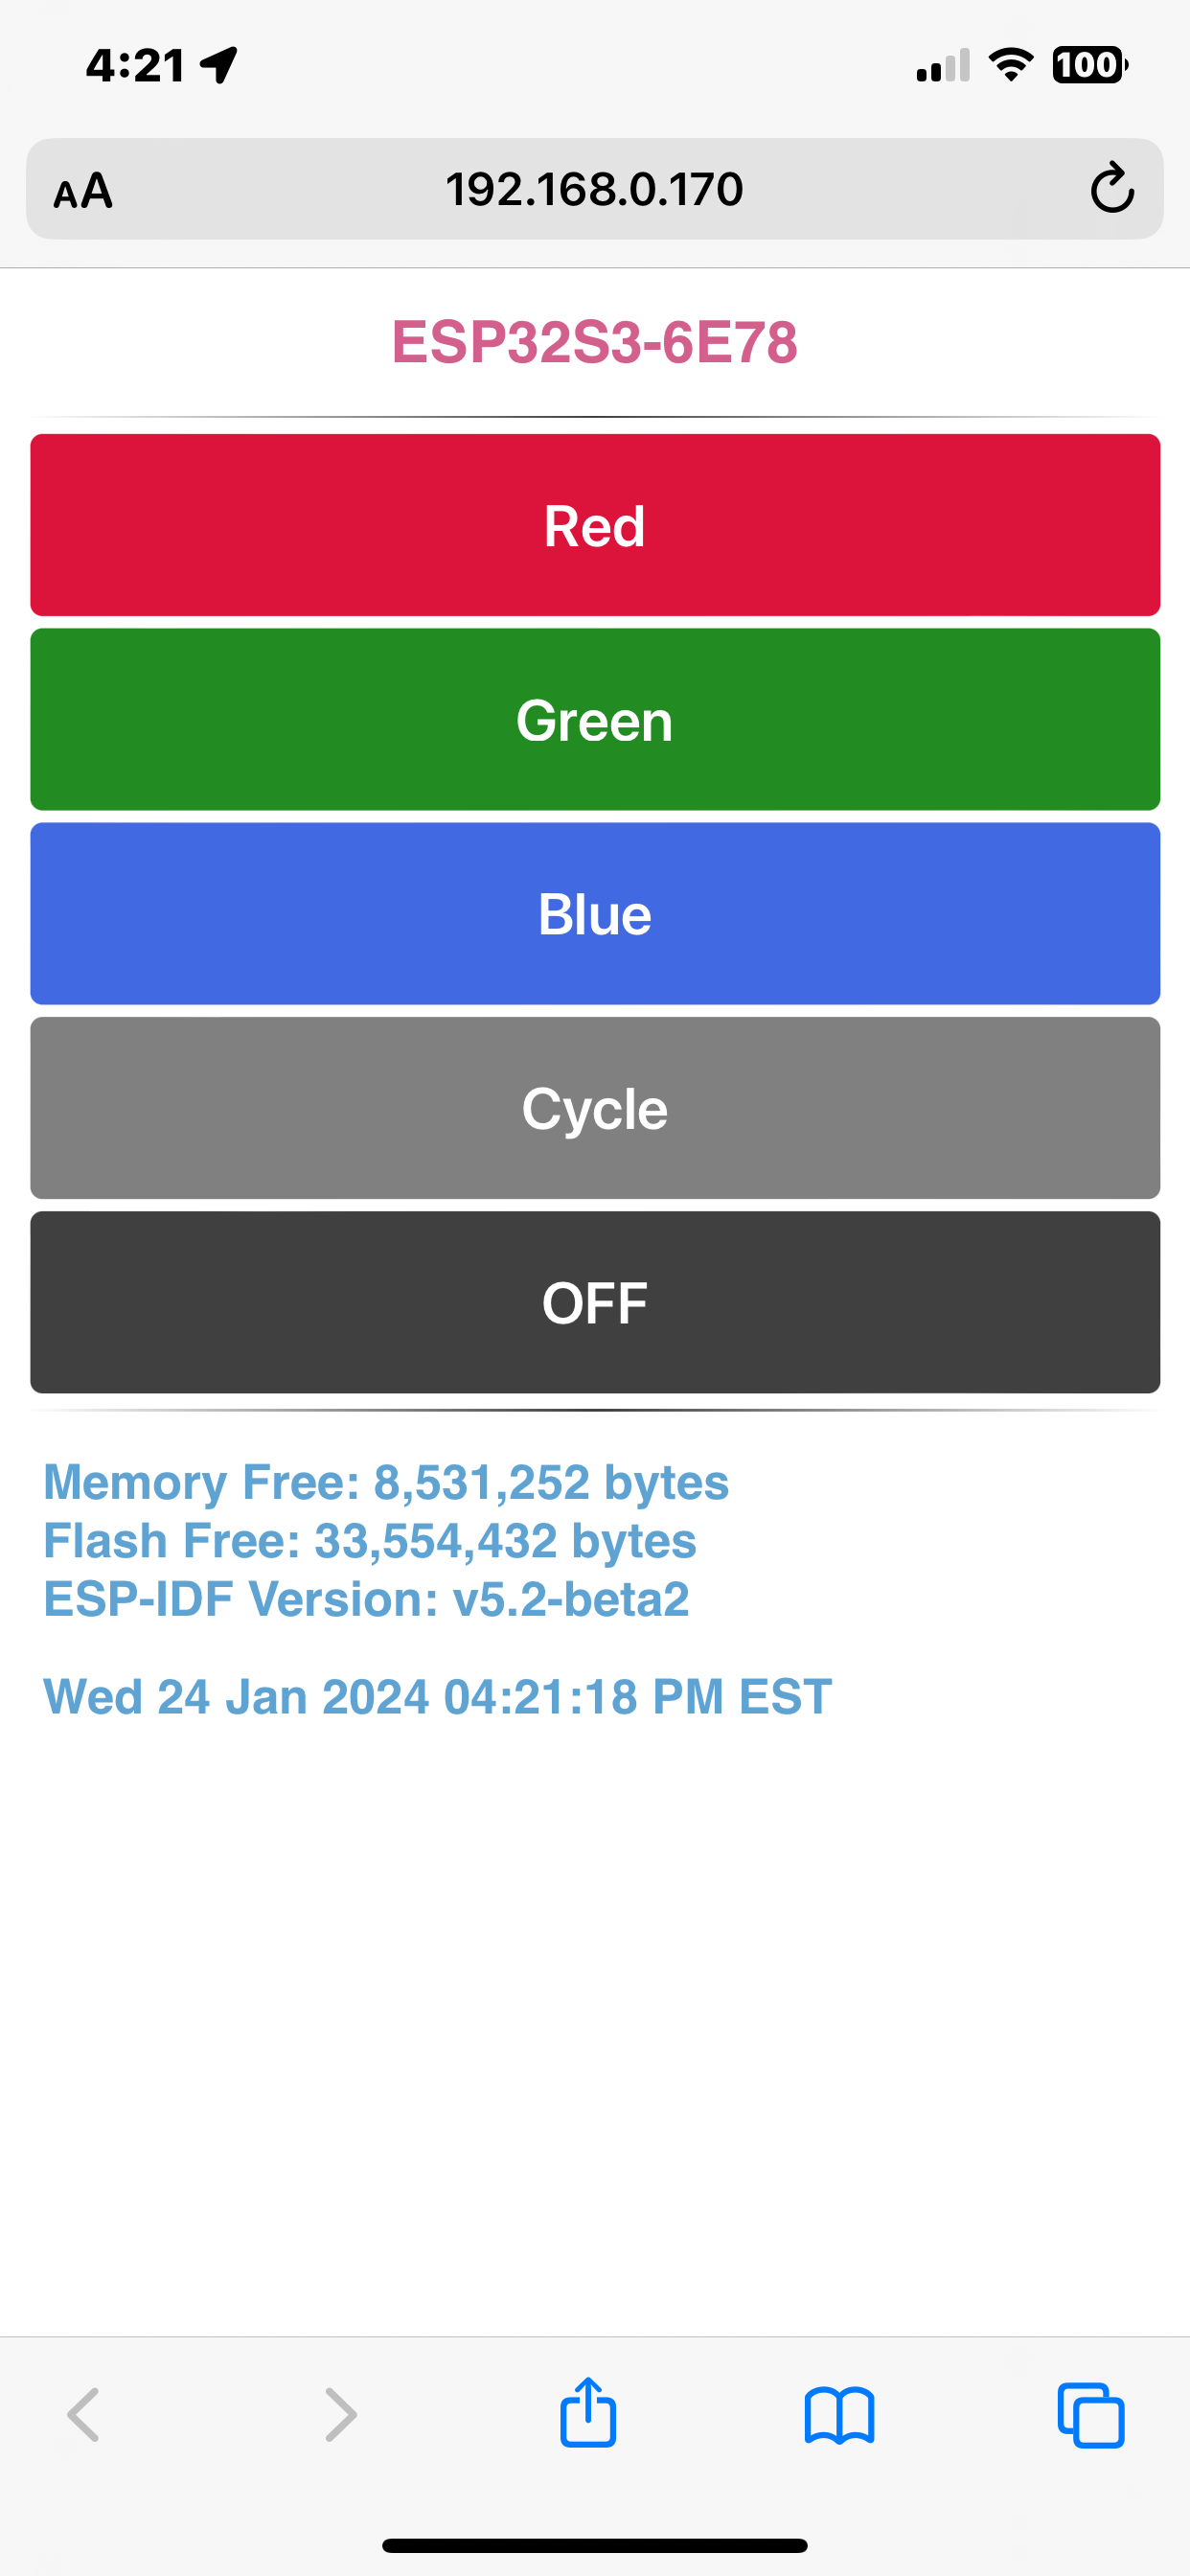 4:21
100
AA
192.168.0.170
ESP32S3-6E78
Red
Green
Blue
Cycle
OFF
Memory Free: 8,531,252 bytes
Flash Free: 33,554,432 bytes
ESP-IDF Version: v5.2-beta2
Wed 24 Jan 2024 04:21:18 PM EST